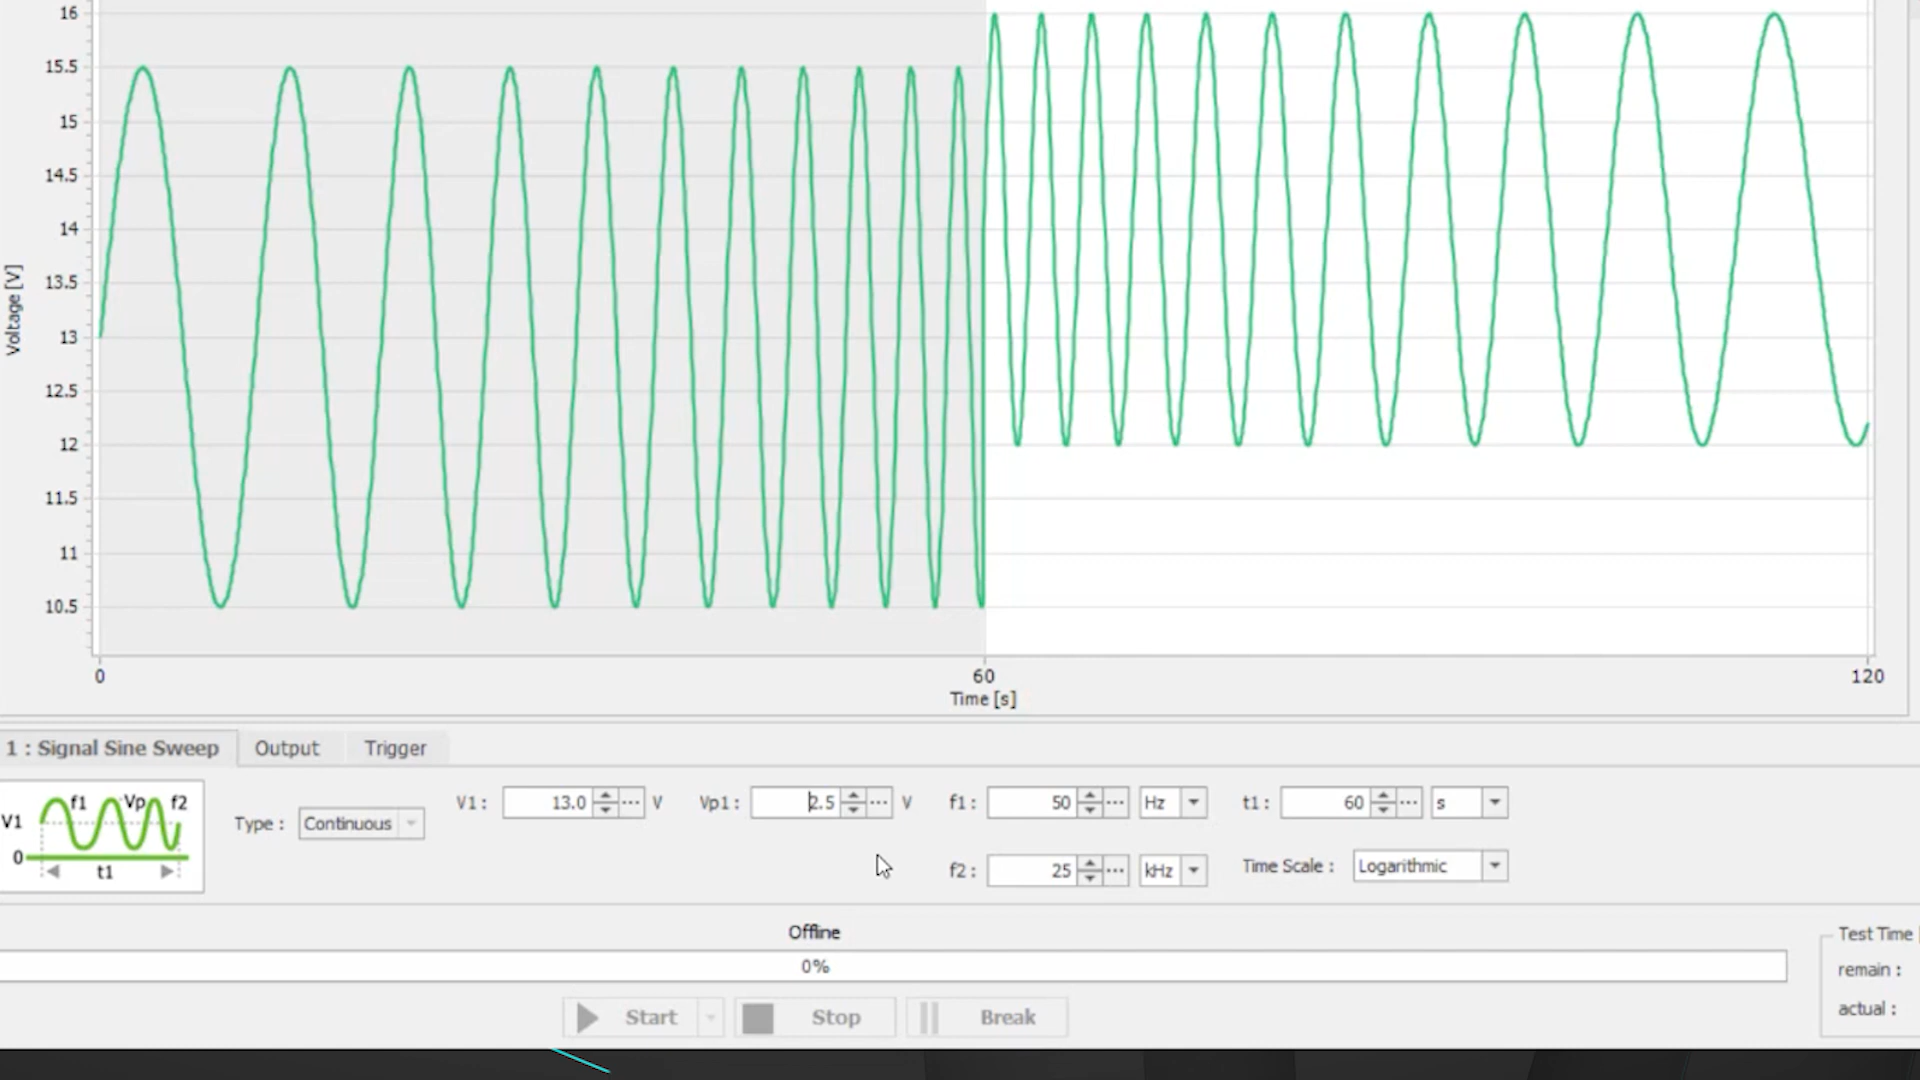 16
15.5
15
14.5
14
13.5
13
12.5
12
11.5
11
10.5
Voltage [V]
0 60 120
Time [s]
1 : Signal Sine Sweep Output Trigger
f1 Vp f2
V1
0
t1
Type : Continuous
V1 : 13.0 ... V Vp1 : 2.5 ... V f1 : 50 ... Hz t1 : 60 ... s
f2 : 25 ... kHz Time Scale : Logarithmic
Offline
0%
Start Stop Break
Test Time
remain :
actual :